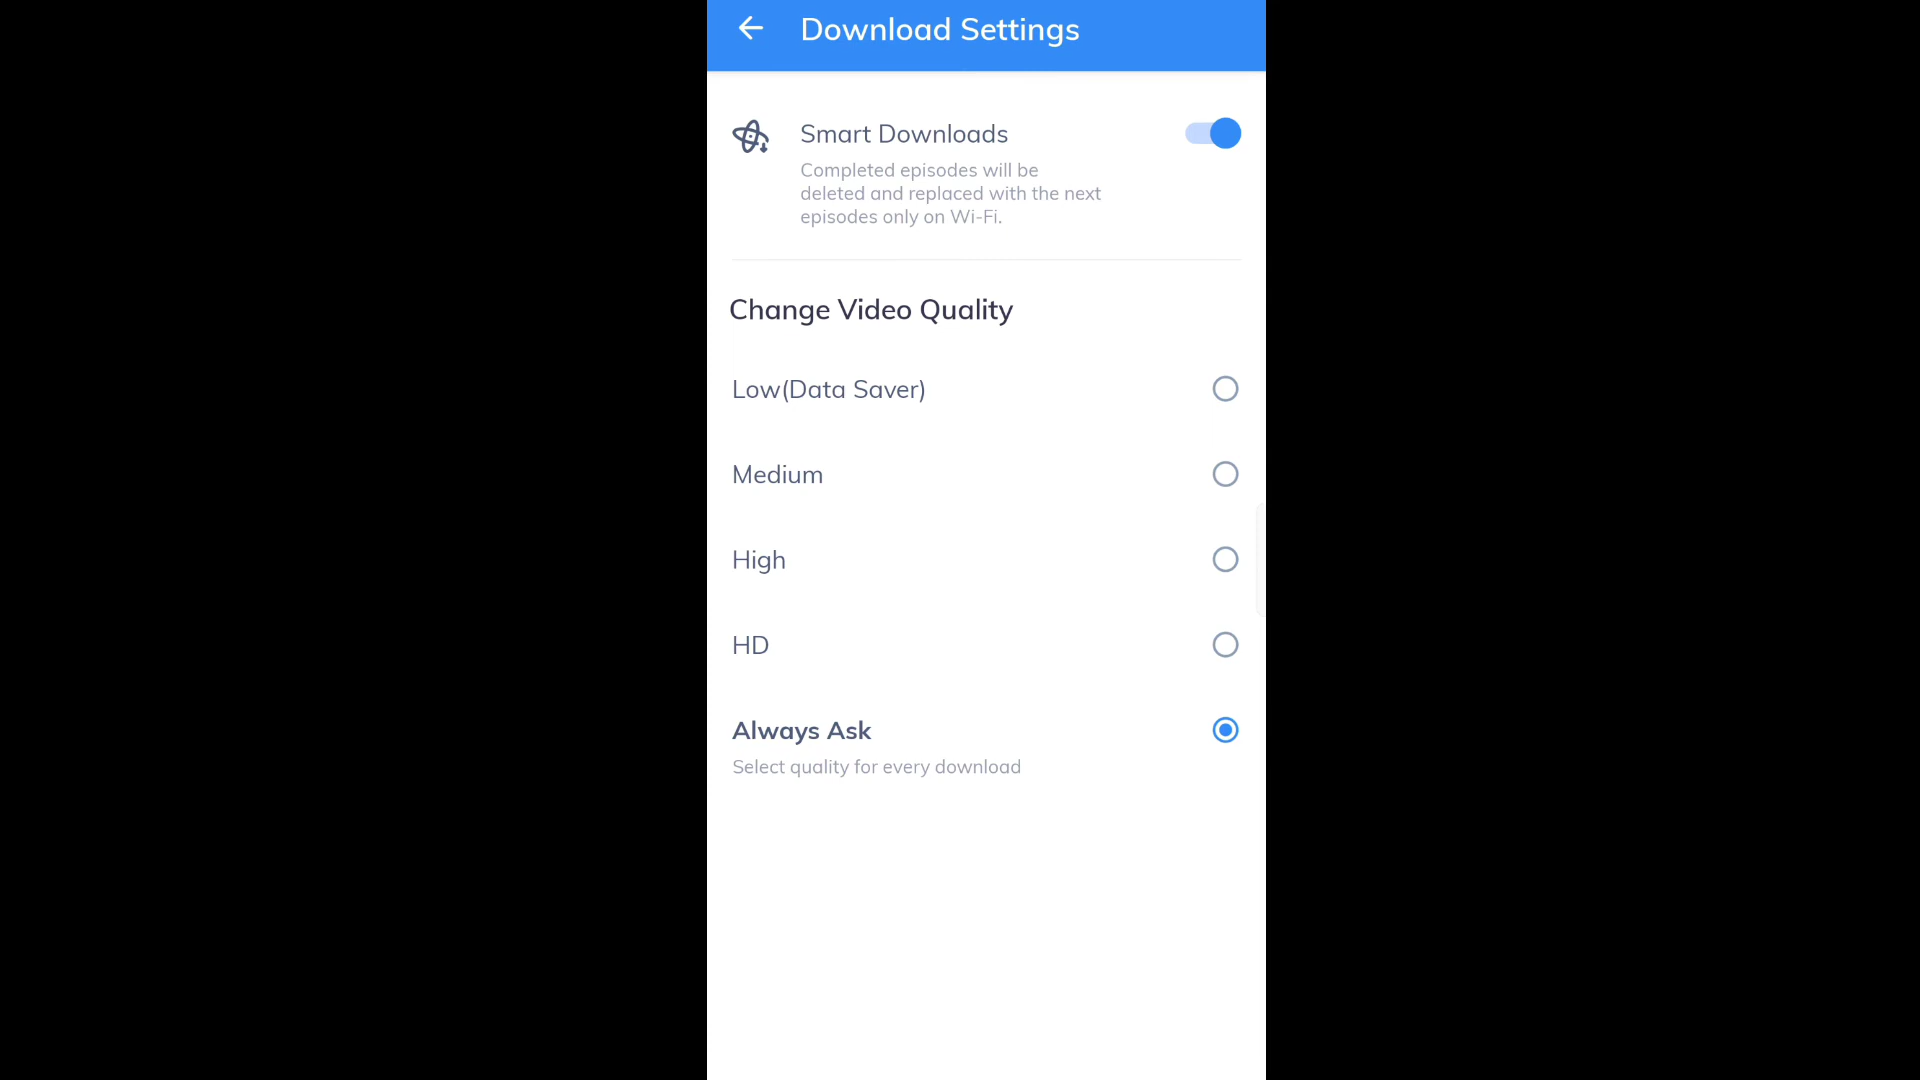 Download Settings
Smart Downloads
Completed episodes will be
deleted and replaced with the next
episodes only on Wi-Fi.
Change Video Quality
Low(Data Saver)
Medium
High
HD
Always Ask
Select quality for every download